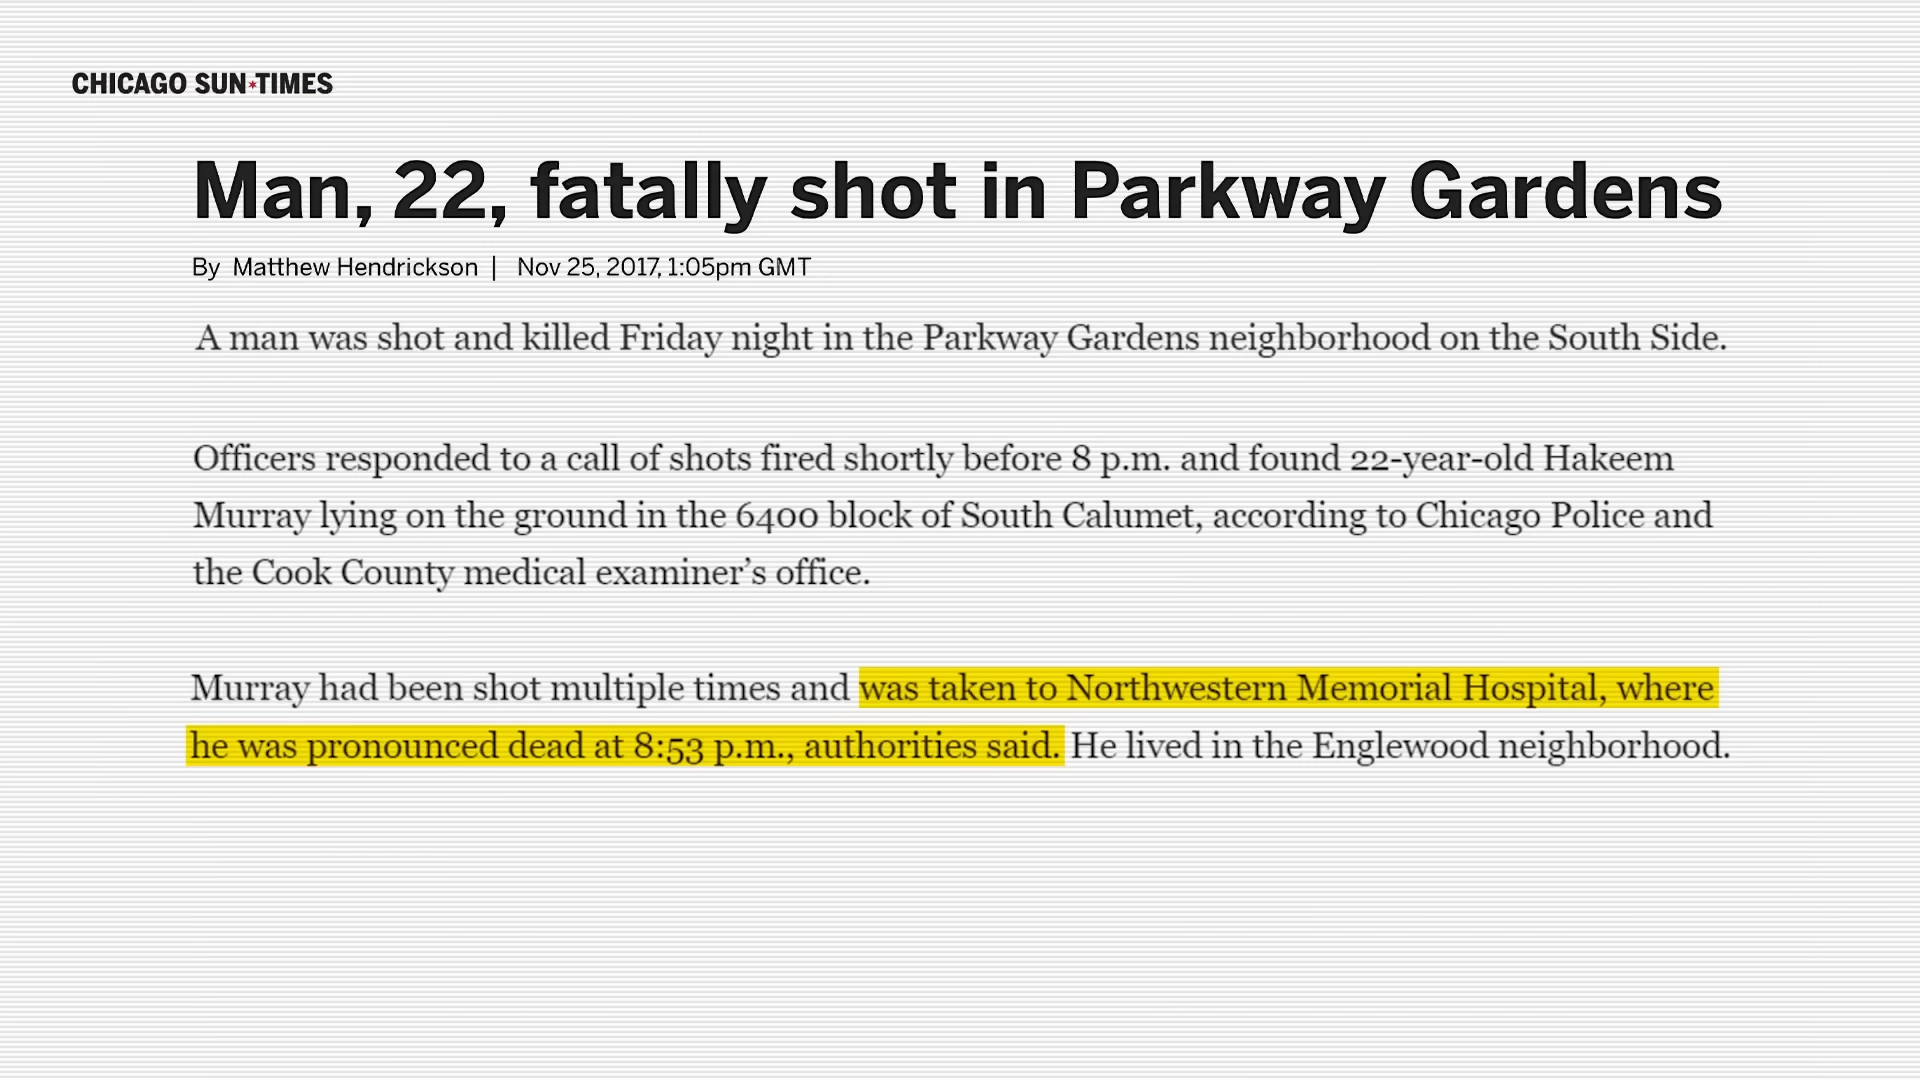 CHICAGO SUN*TIMES
Man, 22, fatally shot in Parkway Gardens
By Matthew Hendrickson | Nov 25, 2017, 1:05pm GMT
A man was shot and killed Friday night in the Parkway Gardens neighborhood on the South Side.
Officers responded to a call of shots fired shortly before 8 p.m. and found 22-year-old Hakeem
Murray lying on the ground in the 6400 block of South Calumet, according to Chicago Police and
the Cook County medical examiner’s office.
Murray had been shot multiple times and was taken to Northwestern Memorial Hospital, where
he was pronounced dead at 8:53 p.m., authorities said. He lived in the Englewood neighborhood.